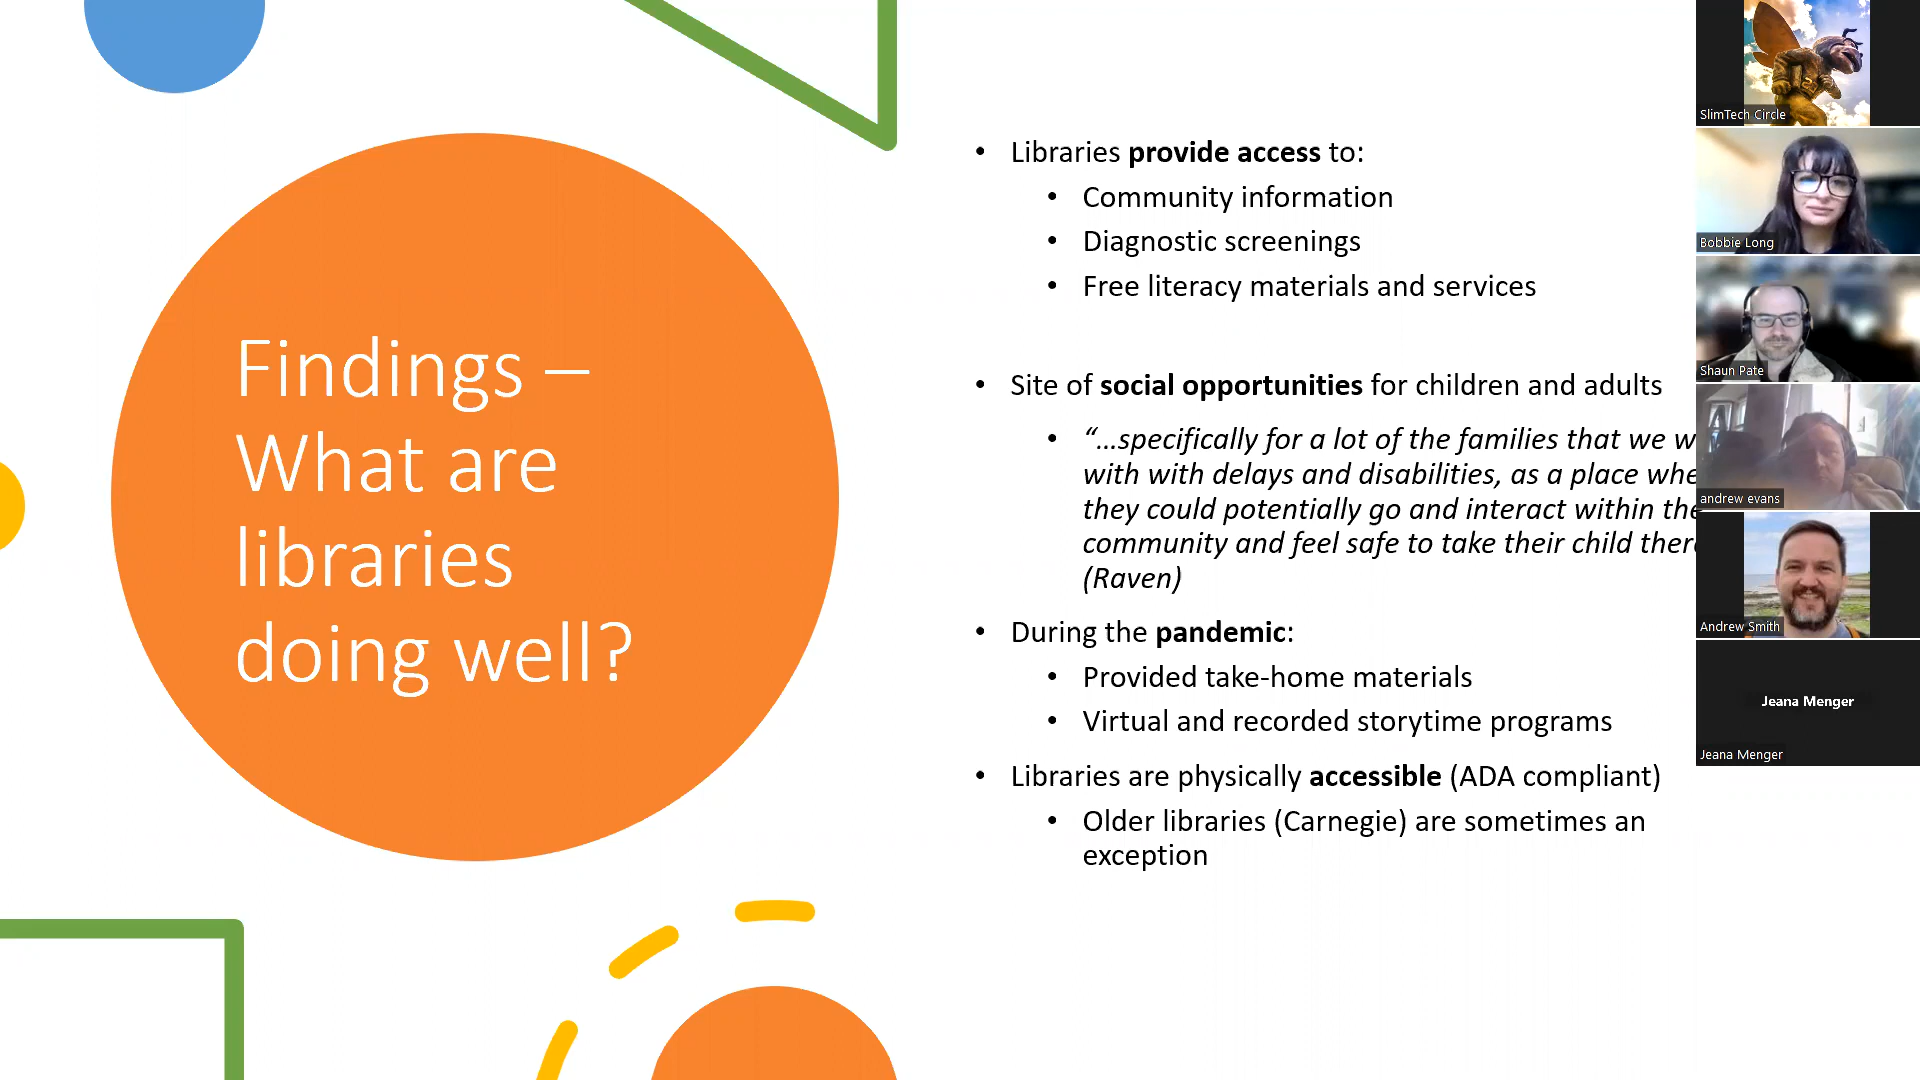 Findings –
What are
libraries
doing well?
• Libraries provide access to:
• Community information
• Diagnostic screenings
• Free literacy materials and services
• Site of social opportunities for children and adults
• “...specifically for a lot of the families that we
with with delays and disabilities, as a place
they could potentially go and interact within the
community and feel safe to take their child
(Raven)
• During the pandemic:
• Provided take-home materials
• Virtual and recorded storytime programs
• Libraries are physically accessible (ADA compliant)
• Older libraries (Carnegie) are sometimes an
exception
SlimTech Circle
Bobbie Long
Shaun Pate
andrew evans
Andrew Smith
Jeana Menger
Jeana Menger